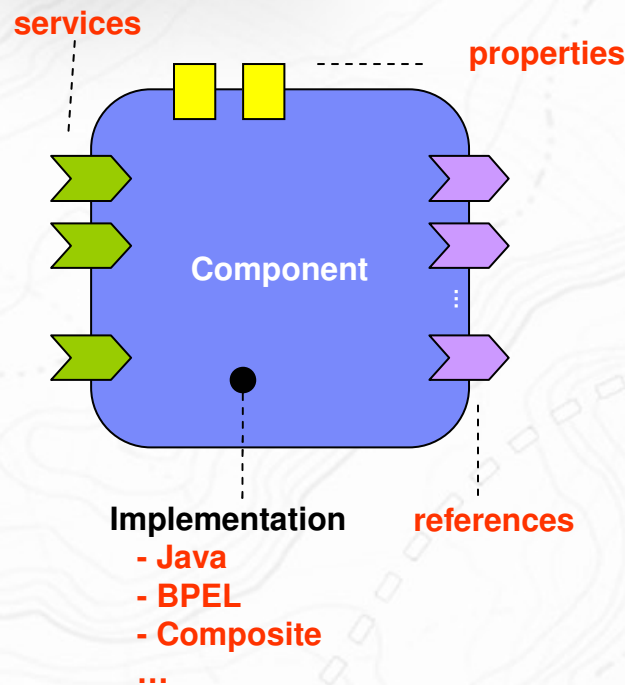 services
properties
Component
...
Implementation
references
- Java
- BPEL
- Composite
...